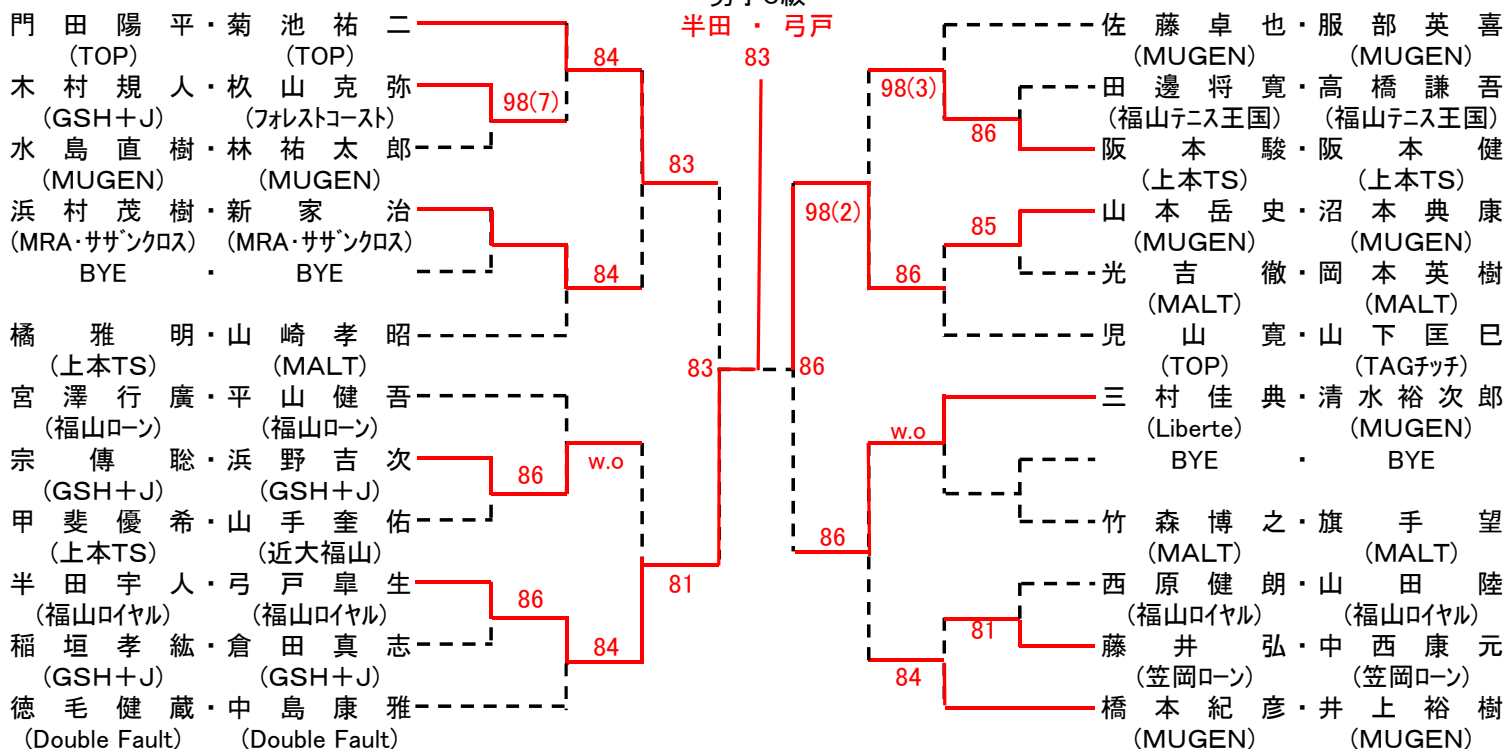 半田 ・ 弓戸
83
門田陽平・菊池祐二
(TOP) (TOP)
84
木村規人・杦山克弥
98(7)
(GSH+J) (フォレストコースト)
水島直樹・林祐太郎
(MUGEN) (MUGEN)
83
浜村茂樹・新家治
(MRA・サザンクロス) (MRA・サザンクロス)
BYE ・ BYE
84
橘雅明・山崎孝昭
(上本TS) (MALT)
83
宮澤行廣・平山健吾
(福山ローン) (福山ローン)
宗傳聡・浜野吉次
86
w.o
(GSH+J) (GSH+J)
甲斐優希・山手奎佑
(上本TS) (近大福山)
半田宇人・弓戸皐生
81
(福山ロイヤル) (福山ロイヤル)
86
稲垣孝紘・倉田真志
84
(GSH+J) (GSH+J)
徳毛健蔵・中島康雅
(Double Fault) (Double Fault)
佐藤卓也・服部英喜
(MUGEN) (MUGEN)
田邊将寛・高橋謙吾
98(3)
(福山テニス王国) (福山テニス王国)
86
阪本駿・阪本健
(上本TS) (上本TS)
山本岳史・沼本典康
98(2)
85
(MUGEN) (MUGEN)
光吉徹・岡本英樹
86
(MALT) (MALT)
児山寛・山下匡巳
(TOP) (TAGチッチ)
86
三村佳典・清水裕次郎
(Liberte) (MUGEN)
w.o
BYE ・ BYE
竹森博之・旗手望
86
(MALT) (MALT)
西原健朗・山田陸
(福山ロイヤル) (福山ロイヤル)
81
藤井弘・中西康元
(笠岡ローン) (笠岡ローン)
84
橋本紀彦・井上裕樹
(MUGEN) (MUGEN)